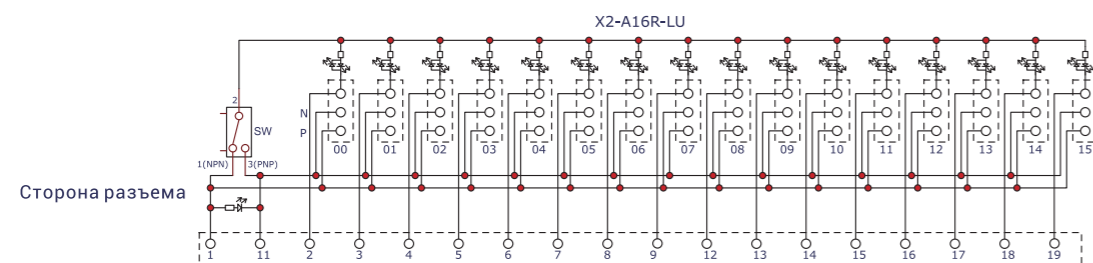 X2-A16R-LU
2
SW
N
P
00 01 02 03 04 05 06 07 08 09 10 11 12 13 14 15
1(NPN) 3(PNP)
Сторона разъема
1 11 2 3 4 5 6 7 8 9 12 13 14 15 16 17 18 19